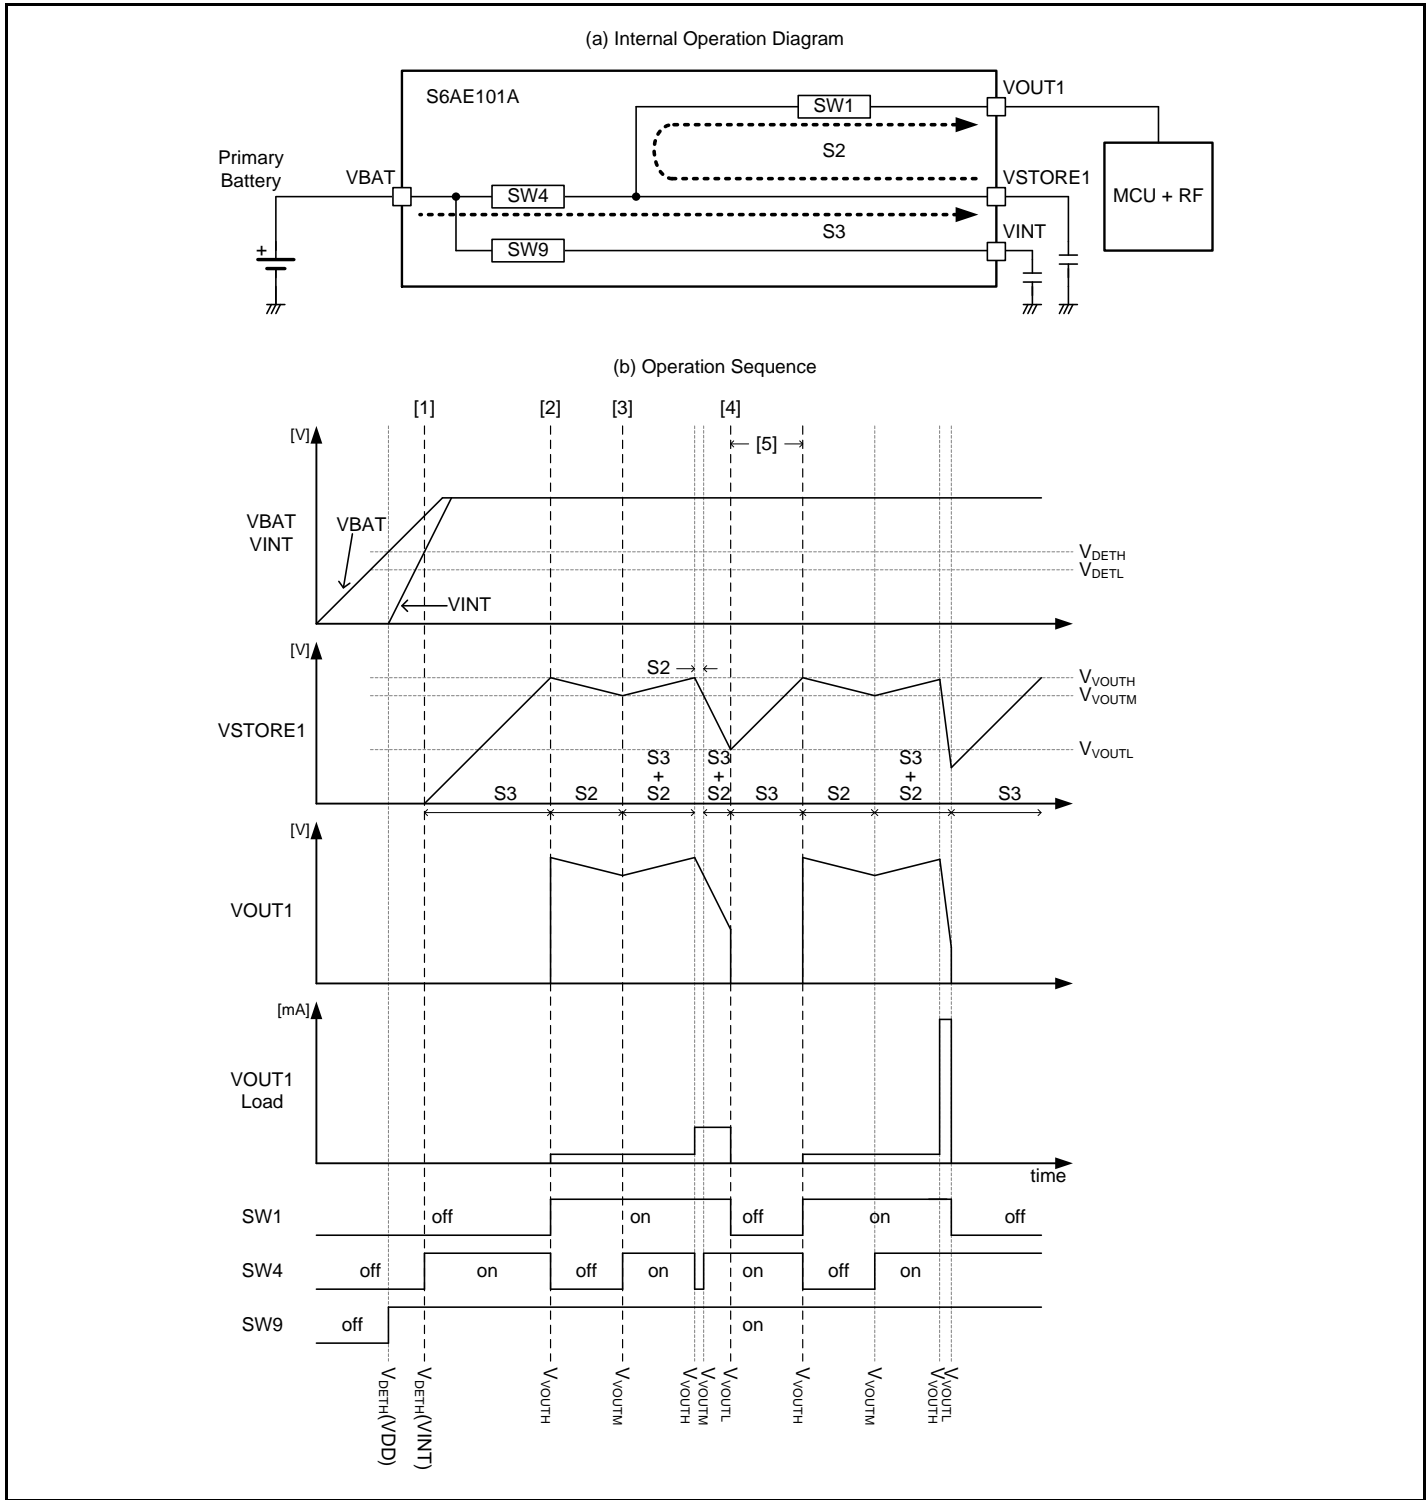 (a) Internal Operation Diagram
S6AE101A
VOUT1
SW1
S2
Primary
Battery
VBAT
SW4
VSTORE1
MCU + RF
S3
VINT
SW9
+
(b) Operation Sequence
[1] [2] [3] [4]
[5]
[V]
VBAT
VINT
VBAT
VINT
VDETH
VDETL
[V]
VSTORE1
S2
VVOUTH
VVOUTM
VVOUTL
S3 S2 S3 + S2 S3 + S2 S3 S2 S3 + S2 S3
[V]
VOUT1
[mA]
VOUT1
Load
time
SW1 off on off on off
SW4 off on off on on off on
SW9 off on
VDETH(VDD)
VDETH(VINT)
VVOUTH
VVOUTM
VVOUTH
VVOUTM
VVOUTL
VVOUTH
VVOUTM
VVOUTH
VVOUTL